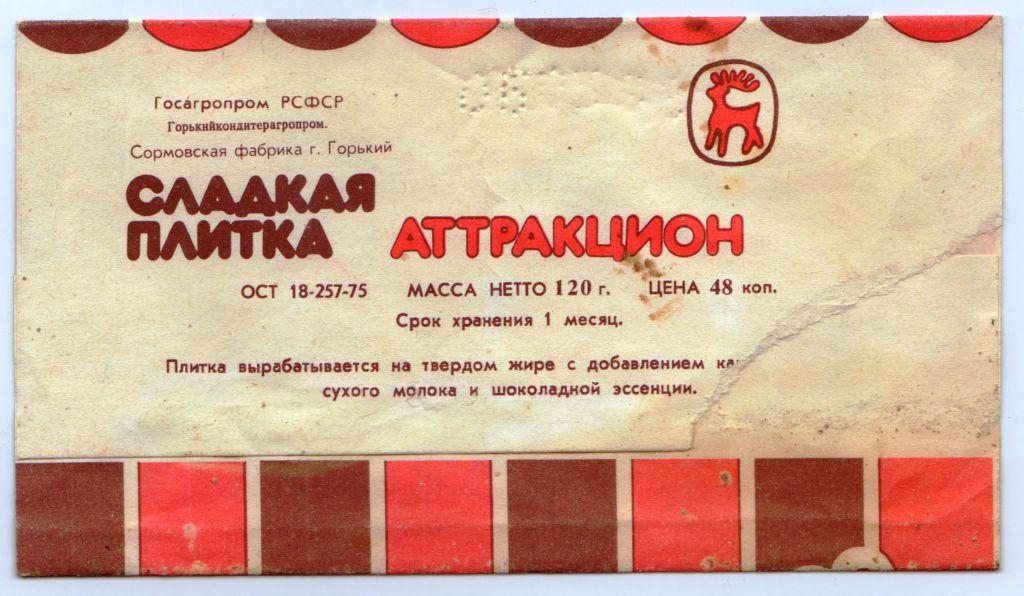 Госагропром РСФСР
Горькийкондитерагропром.
Сормовская фабрика г. Горький
СЛАДКАЯ
ПЛИТКА АТТРАКЦИОН
ОСТ 18-257-75 МАССА НЕТТО 120 г. ЦЕНА 48 коп.
Срок хранения 1 месяц.
Плитка вырабатывается на твердом жире с добавлением
сухого молока и шоколадной эссенции.